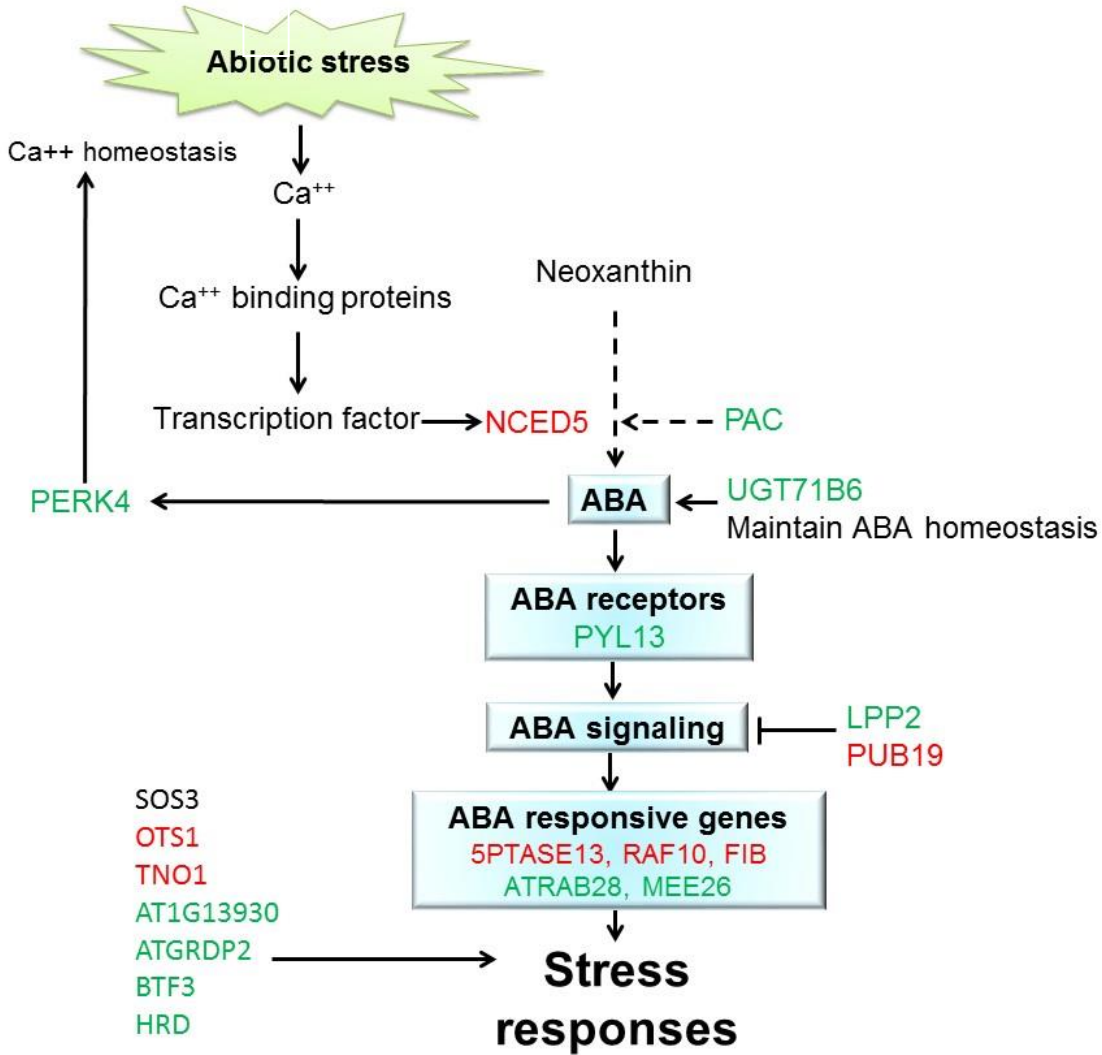 Abiotic stress
Ca++ homeostasis
Ca++
Neoxanthin
Ca++ binding proteins
Transcription factor
NCED5
PAC
PERK4
ABA
UGT71B6
Maintain ABA homeostasis
ABA receptors
PYL13
ABA signaling
LPP2
PUB19
SOS3
OTS1
TNO1
AT1G13930
ATGRDP2
BTF3
HRD
ABA responsive genes
5PTASE13, RAF10, FIB
ATRAB28, MEE26
Stress
responses